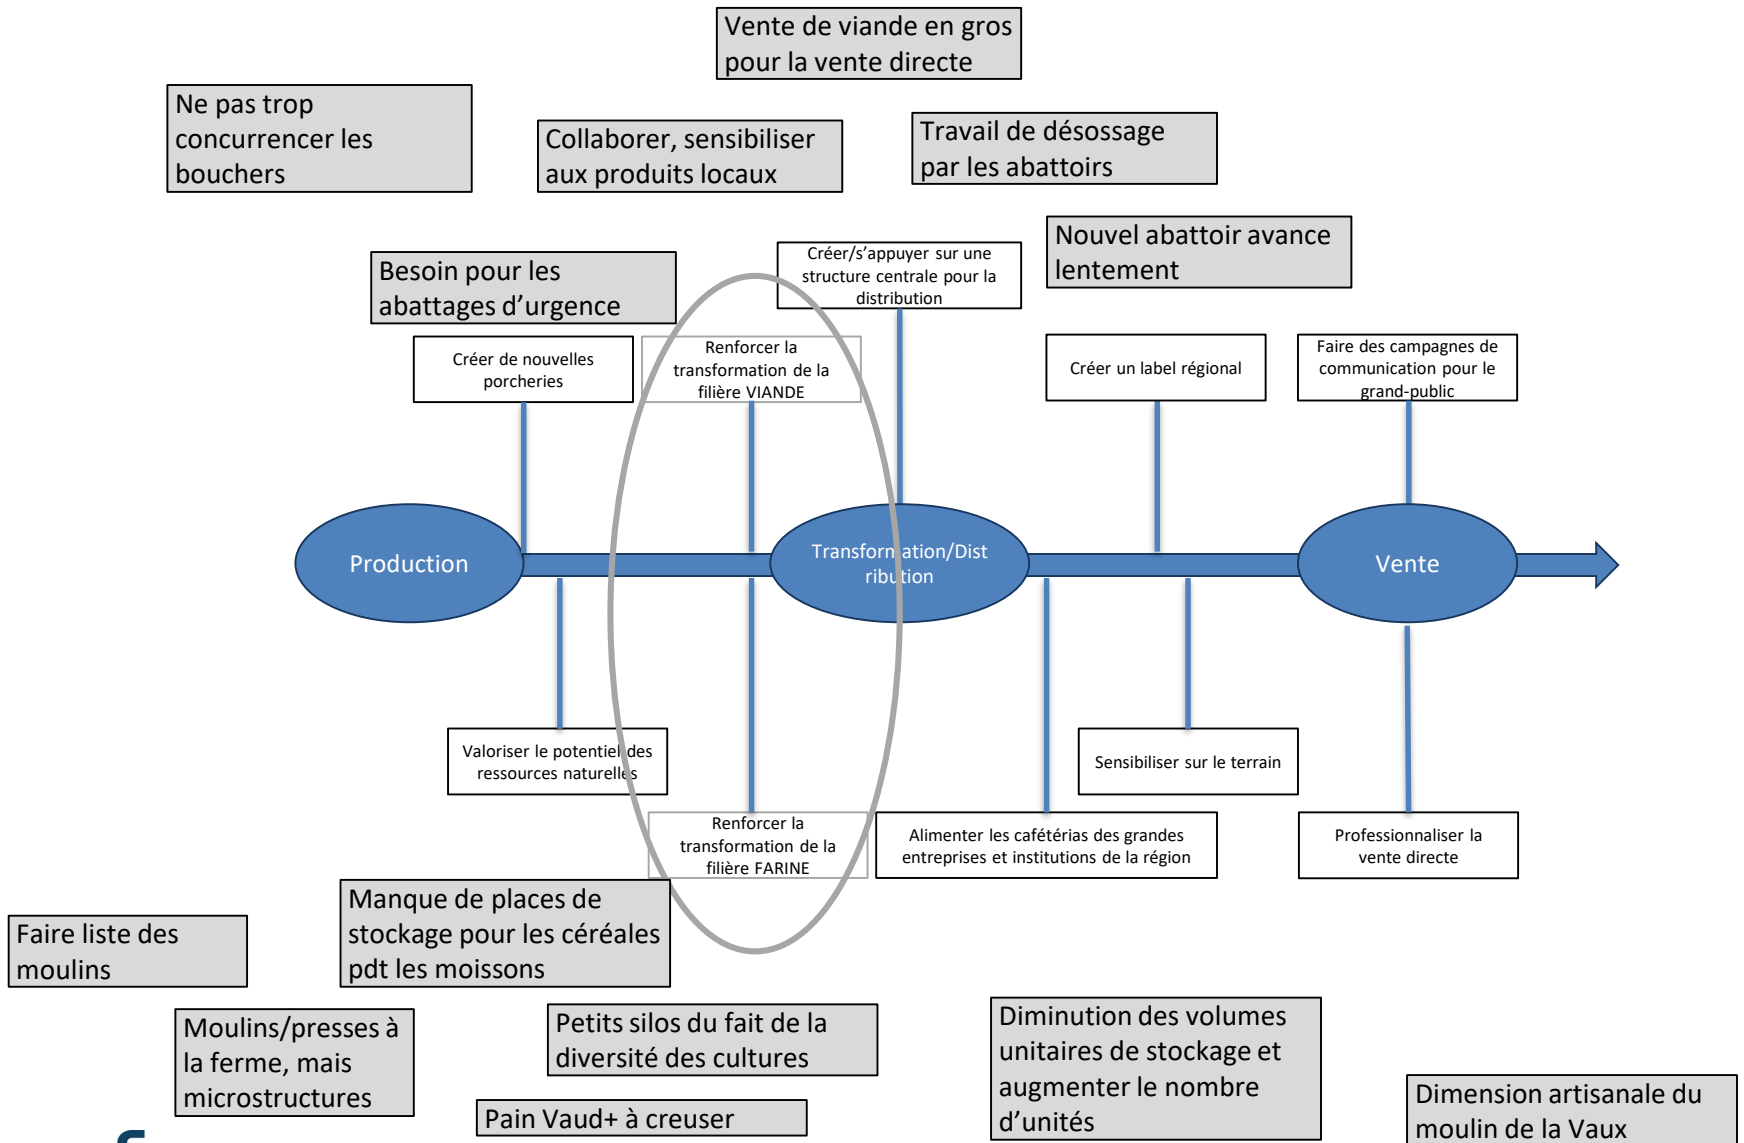 Vente de viande en gros
pour la vente directe
Ne pas trop
concurrencer les
bouchers
Collaborer, sensibiliser
aux produits locaux
Travail de désossage
par les abattoirs
Nouvel abattoir avance
lentement
Besoin pour les
abattages d’urgence
Créer/s’appuyer sur une
structure centrale pour la
distribution
Créer de nouvelles
porcheries
Renforcer la
transformation de la
filière VIANDE
Créer un label régional
Faire des campagnes de
communication pour le
grand-public
Production
Transformation/Dist
ribution
Vente
Valoriser le potentiel des
ressources naturelles
Sensibiliser sur le terrain
Renforcer la
transformation de la
filière FARINE
Alimenter les cafétérias des grandes
entreprises et institutions de la région
Professionnaliser la
vente directe
Manque de places de
stockage pour les céréales
pdt les moissons
Faire liste des
moulins
Moulins/presses à
la ferme, mais
microstructures
Petits silos du fait de la
diversité des cultures
Diminution des volumes
unitaires de stockage et
augmenter le nombre
d’unités
Pain Vaud+ à creuser
Dimension artisanale du
moulin de la Vaux